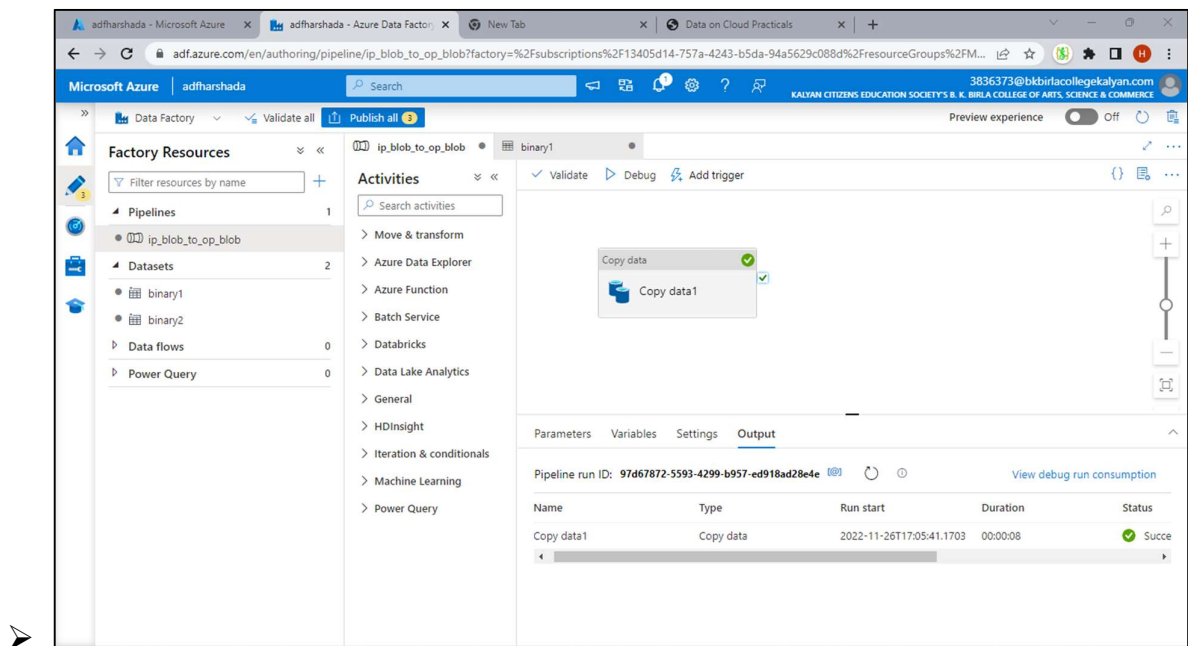 adfharshada - Microsoft Azure
adfharshada - Azure Data Factory
New Tab
Data on Cloud Practicals
adf.azure.com/en/authoring/pipeline/ip_blob_to_op_blob?factory=%2Fsubscriptions%2F13405d14-757a-4243-b5da-94a5629c088d%2FresourceGroups%2FM...
H
Microsoft Azure | adfharshada
Search
3836373@bkbirlacollegekalyan.com
KALYAN CITIZENS EDUCATION SOCIETY'S B. K. BIRLA COLLEGE OF ARTS, SCIENCE & COMMERCE
Data Factory
Validate all
Publish all 3
Preview experience
Off
3
Factory Resources
Filter resources by name
Pipelines 1
ip_blob_to_op_blob
Datasets 2
binary1
binary2
Data flows 0
Power Query 0
ip_blob_to_op_blob
binary1
Activities
Search activities
Move & transform
Azure Data Explorer
Azure Function
Batch Service
Databricks
Data Lake Analytics
General
HDInsight
Iteration & conditionals
Machine Learning
Power Query
Validate
Debug
Add trigger
Copy data
Copy data1
Parameters Variables Settings Output
Pipeline run ID: 97d67872-5593-4299-b957-ed918ad28e4e
View debug run consumption
Name Type Run start Duration Status
Copy data1 Copy data 2022-11-26T17:05:41.1703 00:00:08 Succe